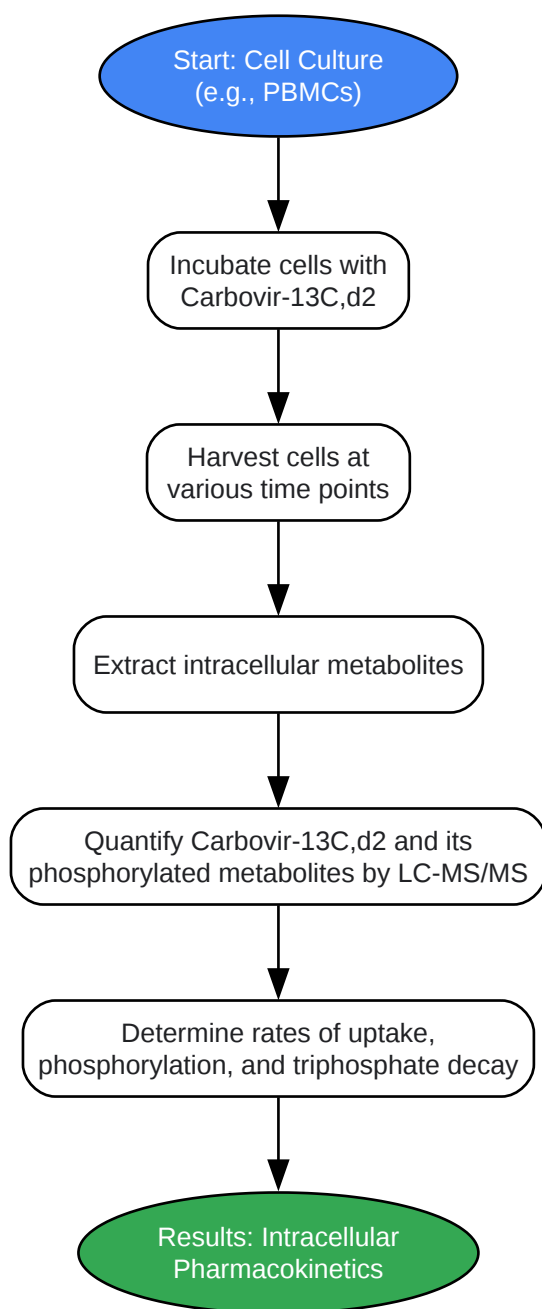 Start: Cell Culture
(e.g., PBMCs)
Incubate cells with
Carbovir-13C,d2
Harvest cells at
various time points
Extract intracellular metabolites
Quantify Carbovir-13C,d2 and its
phosphorylated metabolites by LC-MS/MS
Determine rates of uptake,
phosphorylation, and triphosphate decay
Results: Intracellular
Pharmacokinetics